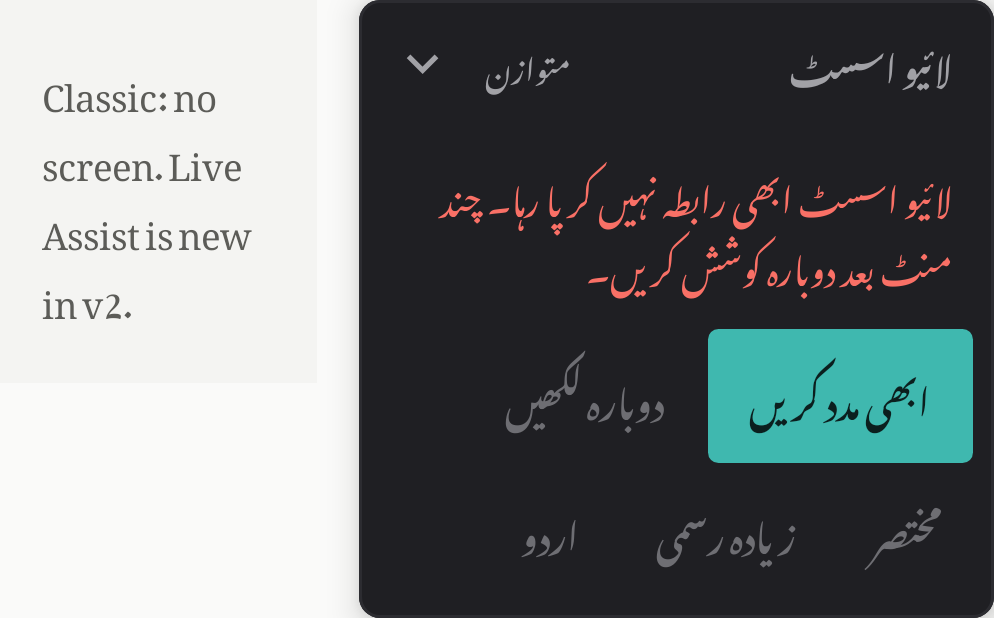 Classic: no
screen. Live
Assist is new
in v2.
لائیو اسسٹ
متوازن
لائیو اسسٹ ابھی رابطہ نہیں کر پا رہا۔ چند
منٹ بعد دوبارہ کوشش کریں۔
ابھی مدد کریں
دوبارہ لکھیں
مختصر
زیادہ رسمی
اردو